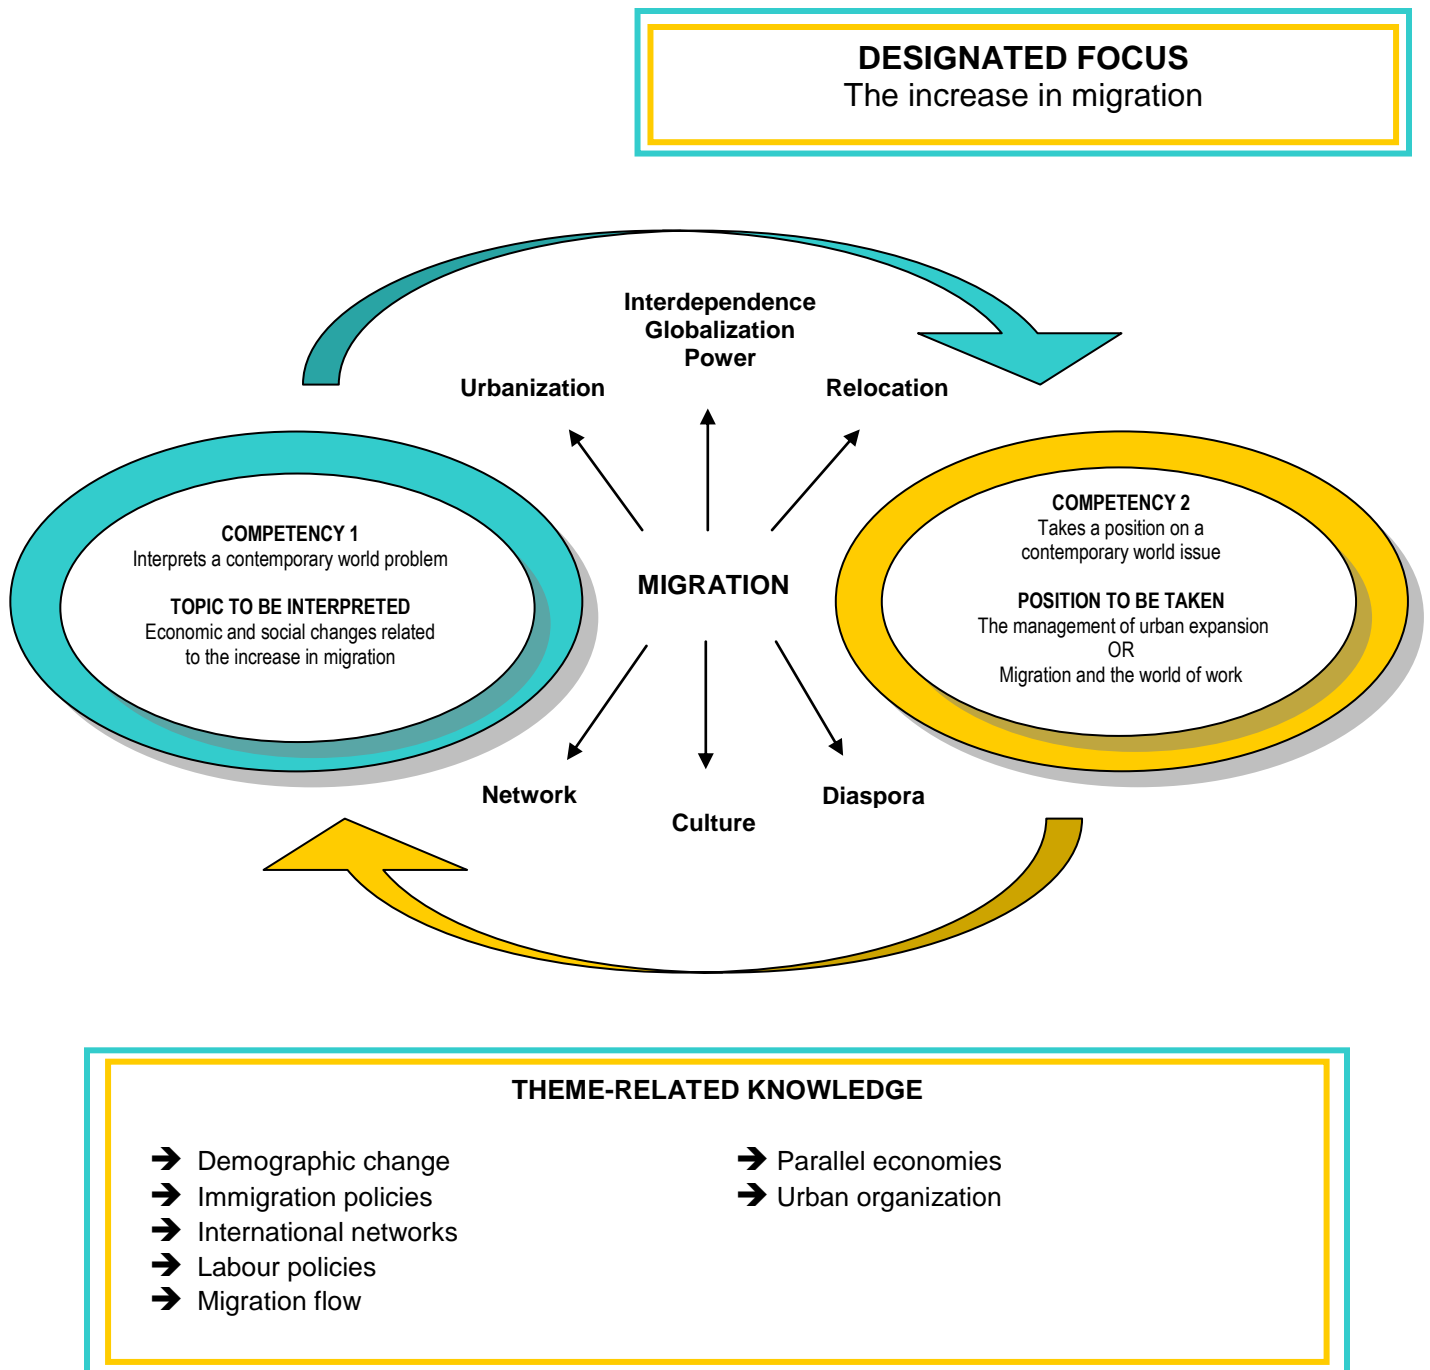 DESIGNATED FOCUS
The increase in migration
Interdependence
Globalization
Power
Urbanization
Relocation
COMPETENCY 1
Interprets a contemporary world problem
TOPIC TO BE INTERPRETED
Economic and social changes related
to the increase in migration
MIGRATION
COMPETENCY 2
Takes a position on a
contemporary world issue
POSITION TO BE TAKEN
The management of urban expansion
OR
Migration and the world of work
Network
Culture
Diaspora
THEME-RELATED KNOWLEDGE
➔ Demographic change
➔ Immigration policies
➔ International networks
➔ Labour policies
➔ Migration flow
➔ Parallel economies
➔ Urban organization